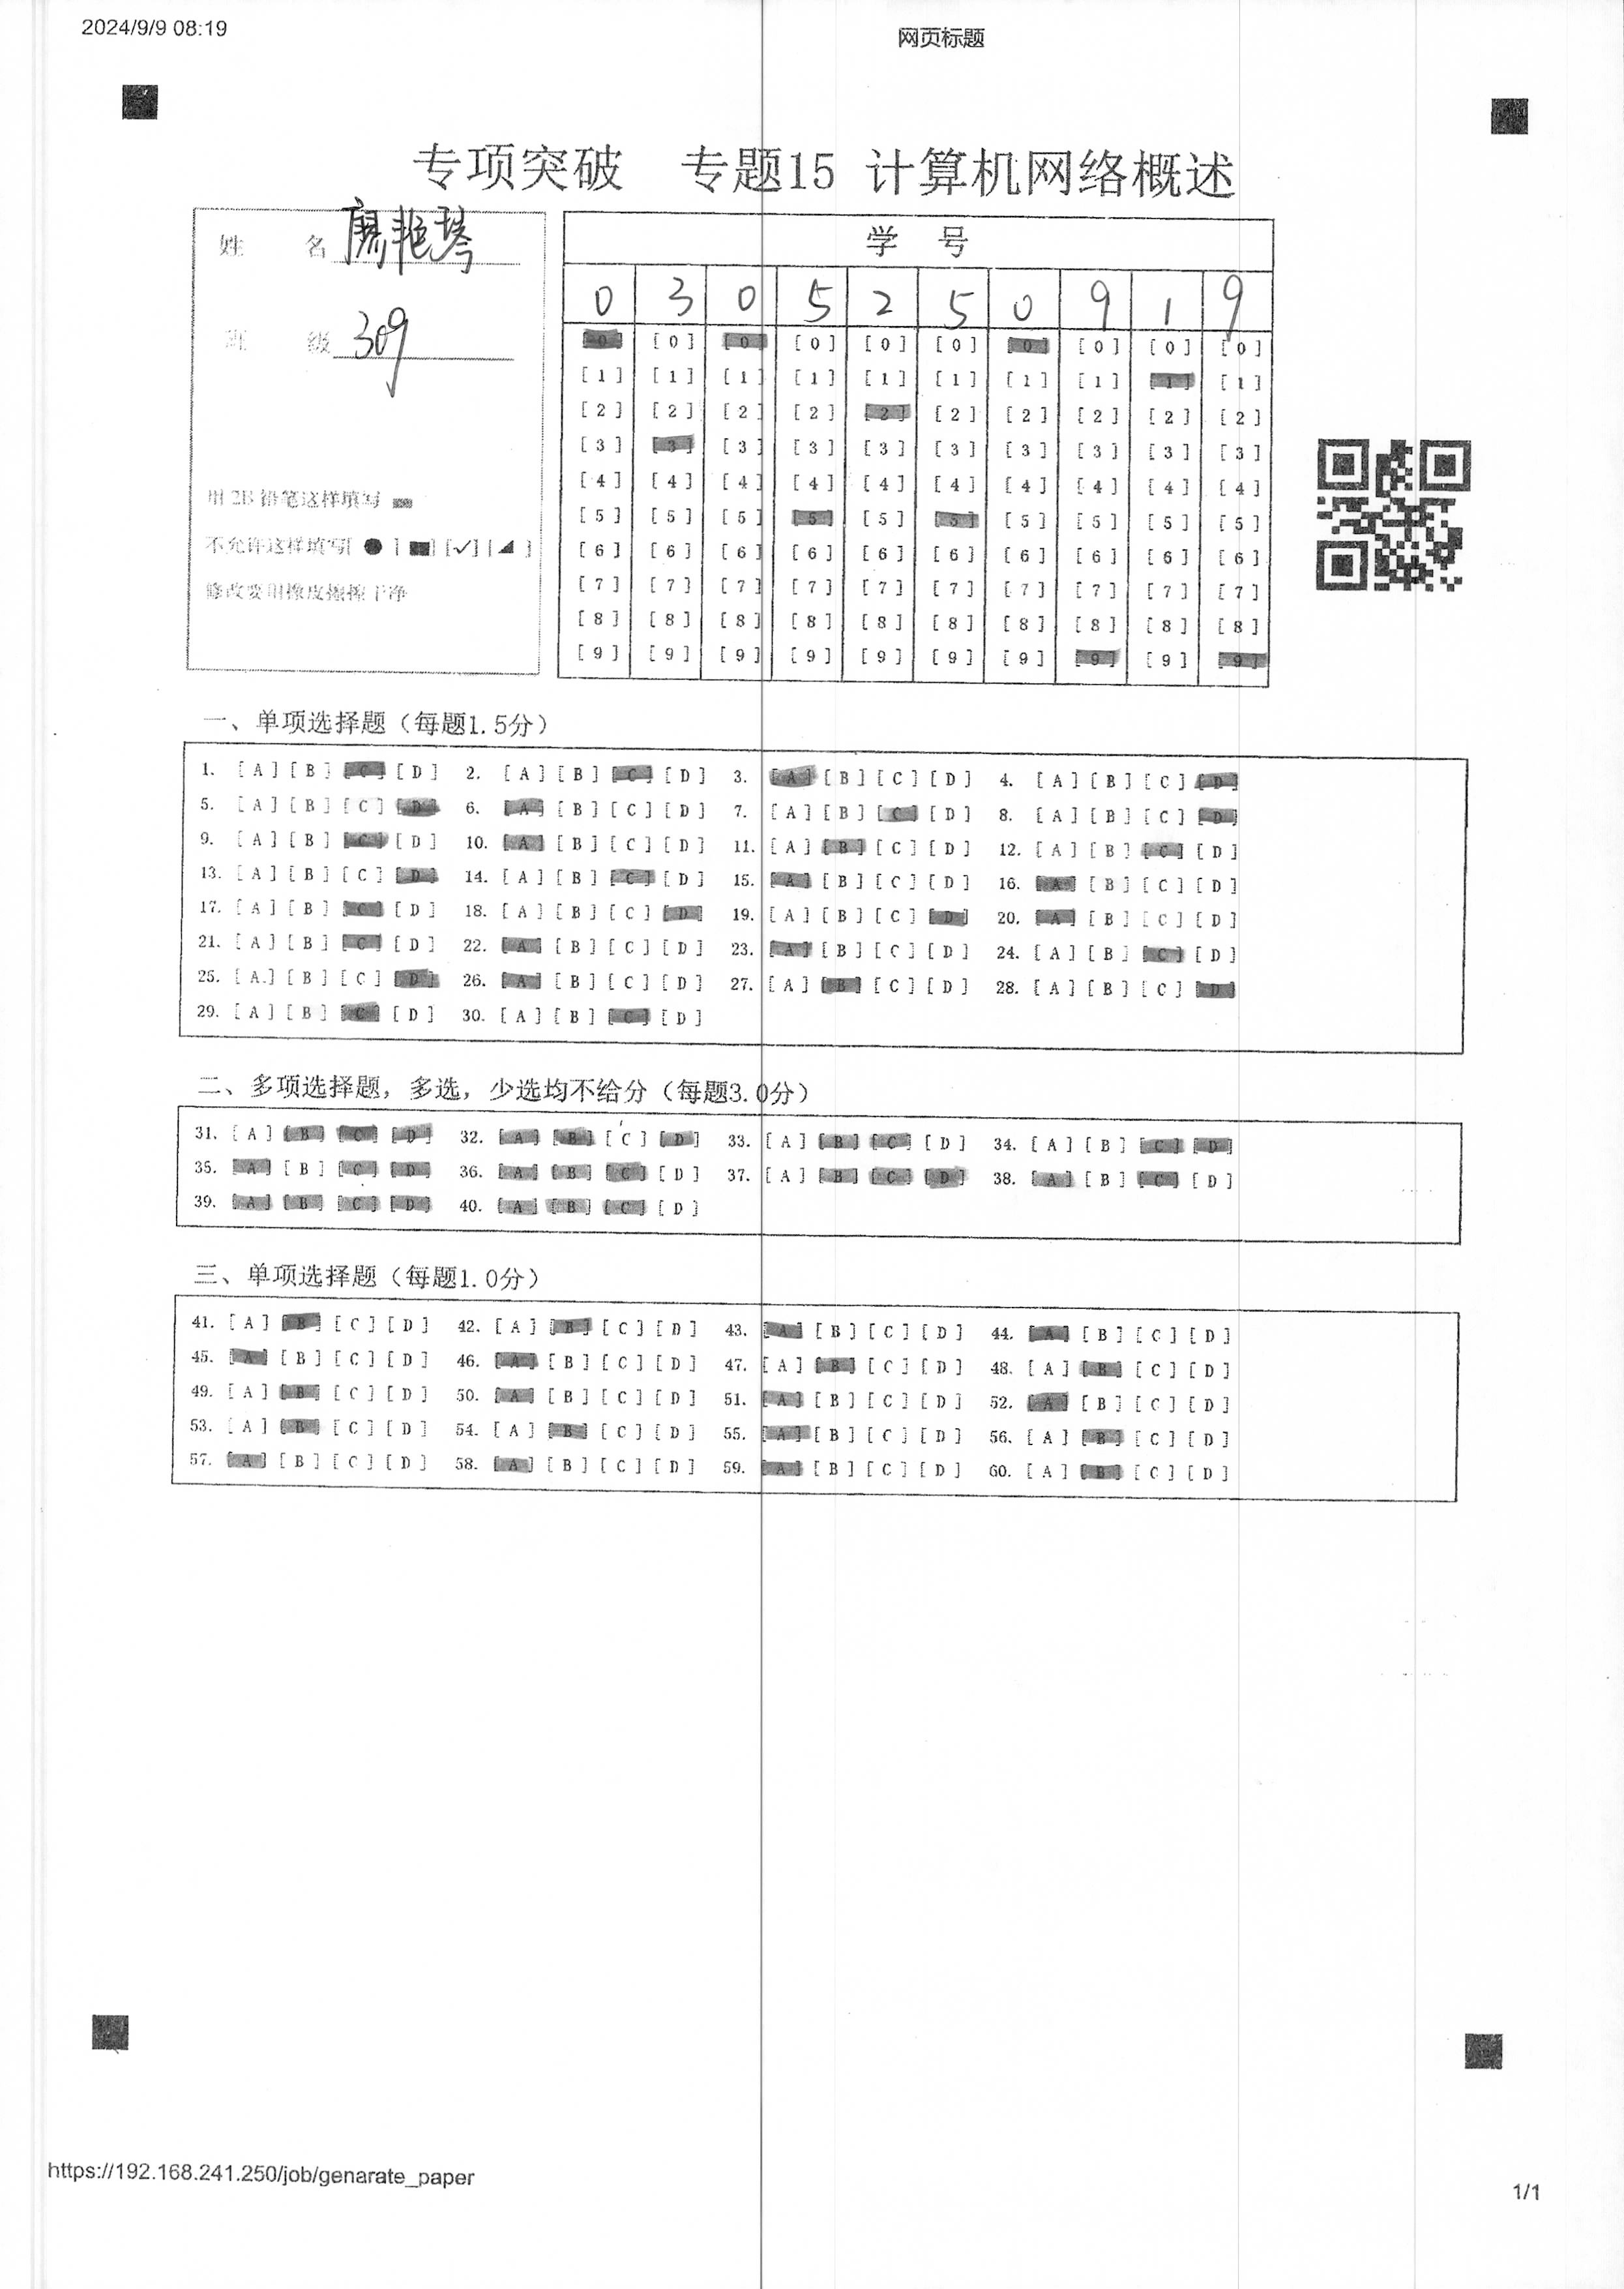 2024/9/9 08:19
网页标题
专项突破 专题15 计算机网络概述
姓 名 廖艳琴
班 级 309
用2B铅笔这样填写
不允许这样填写[ ● ] [■] [✓] [◢ ]
修改要用橡皮擦擦干净
学 号
0 3 0 5 2 5 0 9 1 9
[0] [0] [0] [0] [0] [0] [0] [0] [0] [0]
[1] [1] [1] [1] [1] [1] [1] [1] [1] [1]
[2] [2] [2] [2] [2] [2] [2] [2] [2] [2]
[3] [3] [3] [3] [3] [3] [3] [3] [3] [3]
[4] [4] [4] [4] [4] [4] [4] [4] [4] [4]
[5] [5] [5] [5] [5] [5] [5] [5] [5] [5]
[6] [6] [6] [6] [6] [6] [6] [6] [6] [6]
[7] [7] [7] [7] [7] [7] [7] [7] [7] [7]
[8] [8] [8] [8] [8] [8] [8] [8] [8] [8]
[9] [9] [9] [9] [9] [9] [9] [9] [9] [9]
一、单项选择题（每题1.5分）
1. [A] [B] [C] [D] 2. [A] [B] [C] [D] 3. [A] [B] [C] [D] 4. [A] [B] [C] [D]
5. [A] [B] [C] [D] 6. [A] [B] [C] [D] 7. [A] [B] [C] [D] 8. [A] [B] [C] [D]
9. [A] [B] [C] [D] 10. [A] [B] [C] [D] 11. [A] [B] [C] [D] 12. [A] [B] [C] [D]
13. [A] [B] [C] [D] 14. [A] [B] [C] [D] 15. [A] [B] [C] [D] 16. [A] [B] [C] [D]
17. [A] [B] [C] [D] 18. [A] [B] [C] [D] 19. [A] [B] [C] [D] 20. [A] [B] [C] [D]
21. [A] [B] [C] [D] 22. [A] [B] [C] [D] 23. [A] [B] [C] [D] 24. [A] [B] [C] [D]
25. [A] [B] [C] [D] 26. [A] [B] [C] [D] 27. [A] [B] [C] [D] 28. [A] [B] [C] [D]
29. [A] [B] [C] [D] 30. [A] [B] [C] [D]
二、多项选择题，多选，少选均不给分（每题3.0分）
31. [A] [B] [C] [D] 32. [A] [B] [C] [D] 33. [A] [B] [C] [D] 34. [A] [B] [C] [D]
35. [A] [B] [C] [D] 36. [A] [B] [C] [D] 37. [A] [B] [C] [D] 38. [A] [B] [C] [D]
39. [A] [B] [C] [D] 40. [A] [B] [C] [D]
三、单项选择题（每题1.0分）
41. [A] [B] [C] [D] 42. [A] [B] [C] [D] 43. [A] [B] [C] [D] 44. [A] [B] [C] [D]
45. [A] [B] [C] [D] 46. [A] [B] [C] [D] 47. [A] [B] [C] [D] 48. [A] [B] [C] [D]
49. [A] [B] [C] [D] 50. [A] [B] [C] [D] 51. [A] [B] [C] [D] 52. [A] [B] [C] [D]
53. [A] [B] [C] [D] 54. [A] [B] [C] [D] 55. [A] [B] [C] [D] 56. [A] [B] [C] [D]
57. [A] [B] [C] [D] 58. [A] [B] [C] [D] 59. [A] [B] [C] [D] 60. [A] [B] [C] [D]
https://192.168.241.250/job/genarate_paper
1/1